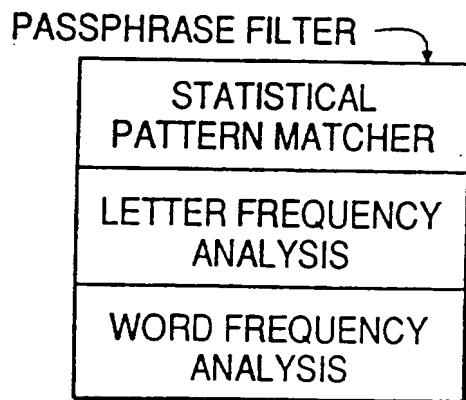 PASSPHRASE FILTER
STATISTICAL
PATTERN MATCHER
LETTER FREQUENCY
ANALYSIS
WORD FREQUENCY
ANALYSIS